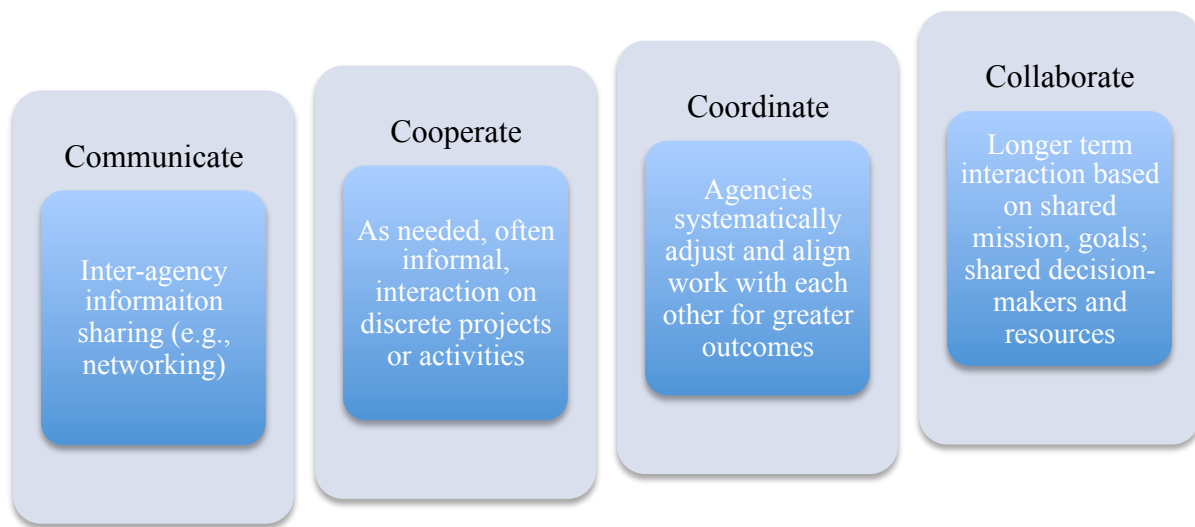 Communicate
Inter-agency
informaiton
sharing (e.g.,
networking)
Cooperate
As needed, often
informal,
interaction on
discrete projects
or activities
Coordinate
Agencies
systematically
adjust and align
work with each
other for greater
outcomes
Collaborate
Longer term
interaction based
on shared
mission, goals;
shared decision-
makers and
resources